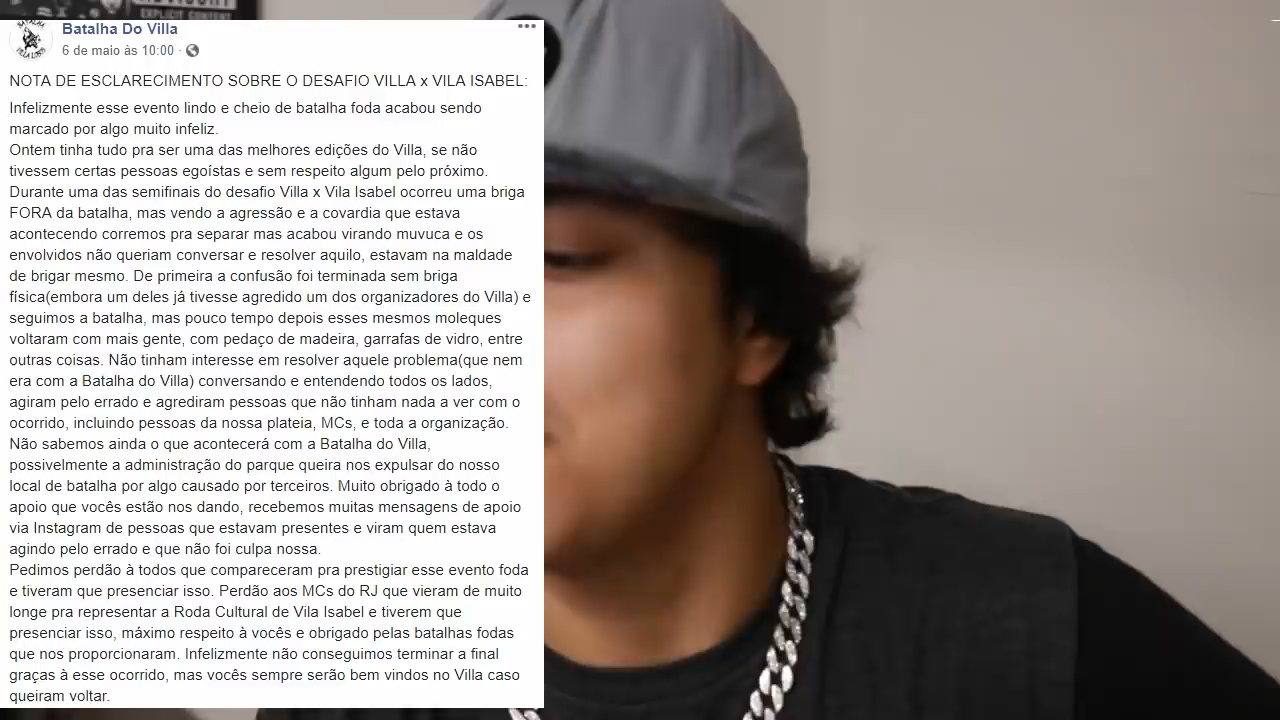 EXPLICIT CONTENT
BATALHA
Batalha Do Villa
6 de maio às 10:00
NOTA DE ESCLARECIMENTO SOBRE O DESAFIO VILLA x VILA ISABEL:
Infelizmente esse evento lindo e cheio de batalha foda acabou sendo
marcado por algo muito infeliz.
Ontem tinha tudo pra ser uma das melhores edições do Villa, se não
tivessem certas pessoas egoístas e sem respeito algum pelo próximo.
Durante uma das semifinais do desafio Villa x Vila Isabel ocorreu uma briga
FORA da batalha, mas vendo a agressão e a covardia que estava
acontecendo corremos pra separar mas acabou virando muvuca e os
envolvidos não queriam conversar e resolver aquilo, estavam na maldade
de brigar mesmo. De primeira a confusão foi terminada sem briga
física(embora um deles já tivesse agredido um dos organizadores do Villa) e
seguimos a batalha, mas pouco tempo depois esses mesmos moleques
voltaram com mais gente, com pedaço de madeira, garrafas de vidro, entre
outras coisas. Não tinham interesse em resolver aquele problema(que nem
era com a Batalha do Villa) conversando e entendendo todos os lados,
agiram pelo errado e agrediram pessoas que não tinham nada a ver com o
ocorrido, incluindo pessoas da nossa plateia, MCs, e toda a organização.
Não sabemos ainda o que acontecerá com a Batalha do Villa,
possivelmente a administração do parque queira nos expulsar do nosso
local de batalha por algo causado por terceiros. Muito obrigado à todo o
apoio que vocês estão nos dando, recebemos muitas mensagens de apoio
via Instagram de pessoas que estavam presentes e viram quem estava
agindo pelo errado e que não foi culpa nossa.
Pedimos perdão à todos que compareceram pra prestigiar esse evento foda
e tiveram que presenciar isso. Perdão aos MCs do RJ que vieram de muito
longe pra representar a Roda Cultural de Vila Isabel e tiverem que
presenciar isso, máximo respeito à vocês e obrigado pelas batalhas fodas
que nos proporcionaram. Infelizmente não conseguimos terminar a final
graças à esse ocorrido, mas vocês sempre serão bem vindos no Villa caso
queiram voltar.